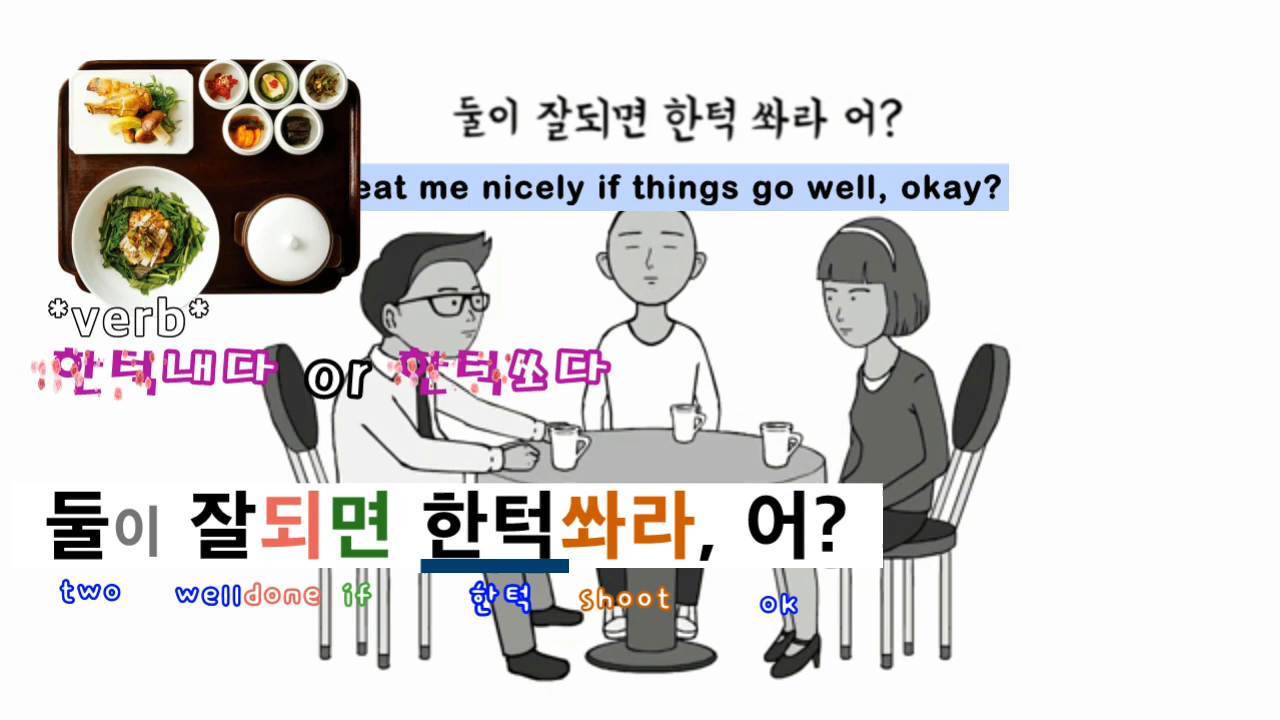 둘이 잘되면 한턱 쏴라 어?
eat me nicely if things go well, okay?
*verb*
한턱내다 or 한턱쏘다
둘이 잘되면 한턱쏴라, 어?
two welldone if 한턱 shoot ok